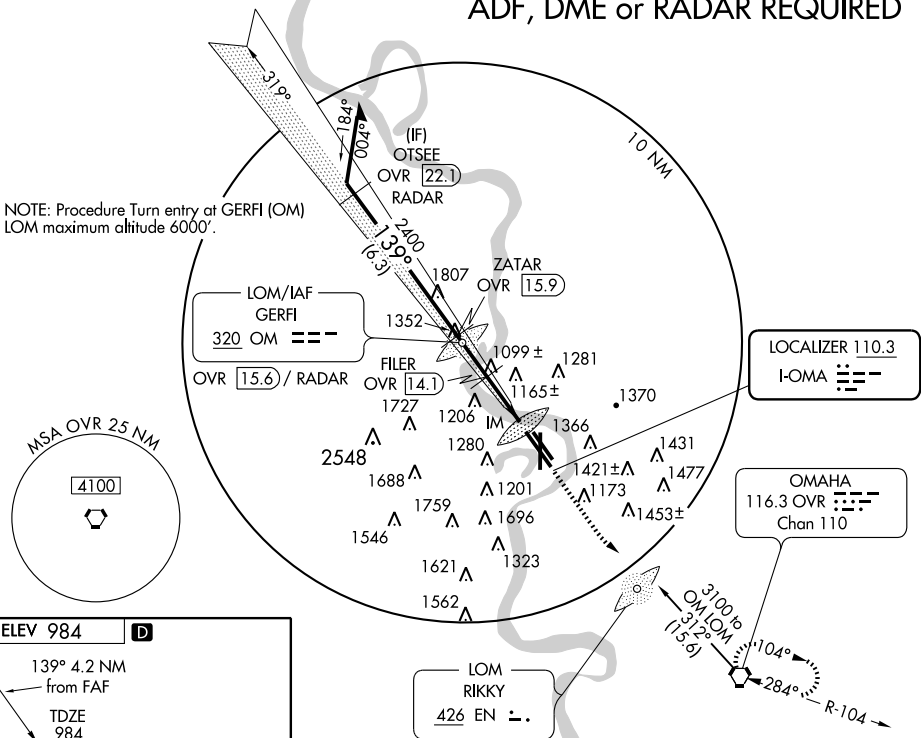 ADF, DME or RADAR REQUIRED
319°
184°
004°
(IF)
OTSEE
OVR 22.1
RADAR
10 NM
NOTE: Procedure Turn entry at GERFI (OM)
LOM maximum altitude 6000'.
2400
139°
(6.3)
1807
ZATAR
OVR 15.9
LOM/IAF
GERFI
320 OM
1352
OVR 15.6 / RADAR
FILER
OVR 14.1
1099 ±
1281
1165±
LOCALIZER 110.3
I-OMA
1370
1727
1206
IM
1366
2548
1280
1431
1421±
1477
1688
1201
1173
1453±
MSA OVR 25 NM
4100
1759
1546
1696
1323
1621
1562
OMAHA
116.3 OVR
Chan 110
3100 to
OM LOM
312°
(15.6)
104°
284°
R-104
LOM
RIKKY
426 EN
ELEV 984 D
139° 4.2 NM
from FAF
TDZE
984